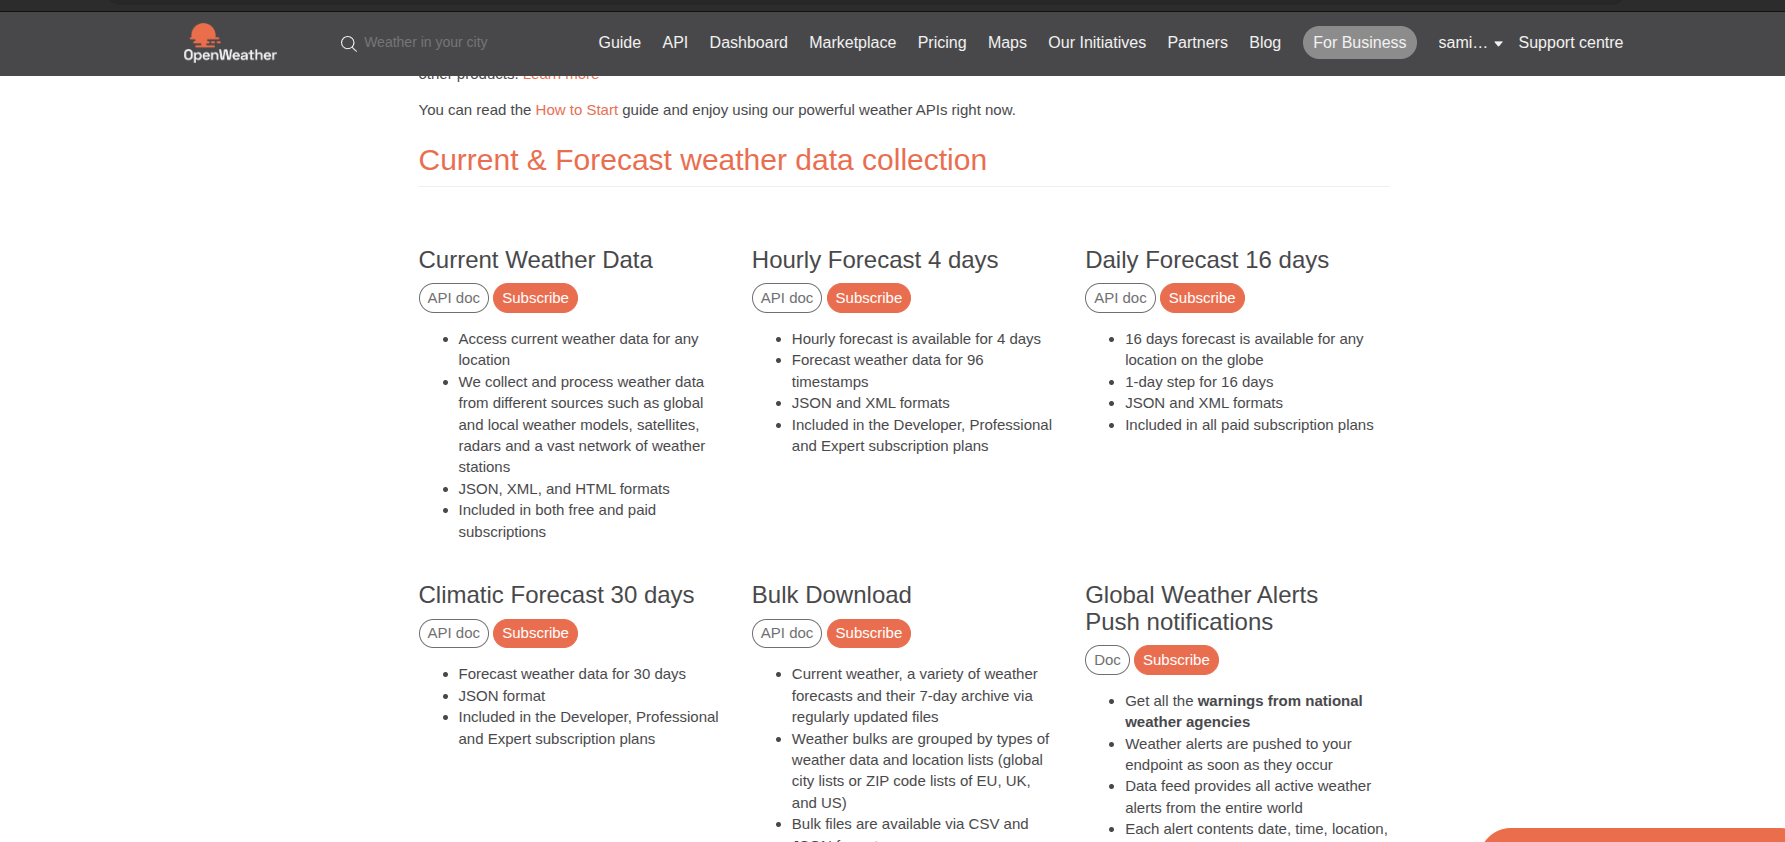 OpenWeather
Weather in your city
Guide API Dashboard Marketplace Pricing Maps Our Initiatives Partners Blog For Business sami... Support centre
other products. Learn more
You can read the How to Start guide and enjoy using our powerful weather APIs right now.
Current & Forecast weather data collection
Current Weather Data
API doc Subscribe
Access current weather data for any
location
We collect and process weather data
from different sources such as global
and local weather models, satellites,
radars and a vast network of weather
stations
JSON, XML, and HTML formats
Included in both free and paid
subscriptions
Hourly Forecast 4 days
API doc Subscribe
Hourly forecast is available for 4 days
Forecast weather data for 96
timestamps
JSON and XML formats
Included in the Developer, Professional
and Expert subscription plans
Daily Forecast 16 days
API doc Subscribe
16 days forecast is available for any
location on the globe
1-day step for 16 days
JSON and XML formats
Included in all paid subscription plans
Climatic Forecast 30 days
API doc Subscribe
Forecast weather data for 30 days
JSON format
Included in the Developer, Professional
and Expert subscription plans
Bulk Download
API doc Subscribe
Current weather, a variety of weather
forecasts and their 7-day archive via
regularly updated files
Weather bulks are grouped by types of
weather data and location lists (global
city lists or ZIP code lists of EU, UK,
and US)
Bulk files are available via CSV and
Global Weather Alerts
Push notifications
Doc Subscribe
Get all the warnings from national
weather agencies
Weather alerts are pushed to your
endpoint as soon as they occur
Data feed provides all active weather
alerts from the entire world
Each alert contents date, time, location,